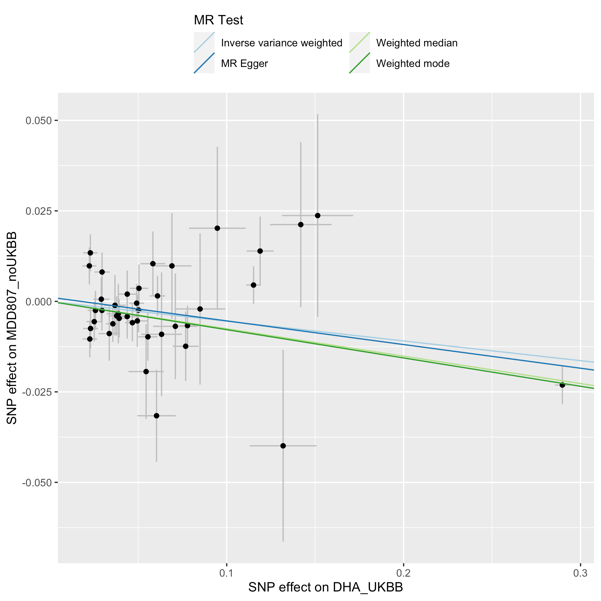 MR Test
Inverse variance weighted
Weighted median
MR Egger
Weighted mode
0.050
0.025
0.000
-0.025
-0.050
SNP effect on MDD807_noUKBB
0.1
0.2
0.3
SNP effect on DHA_UKBB